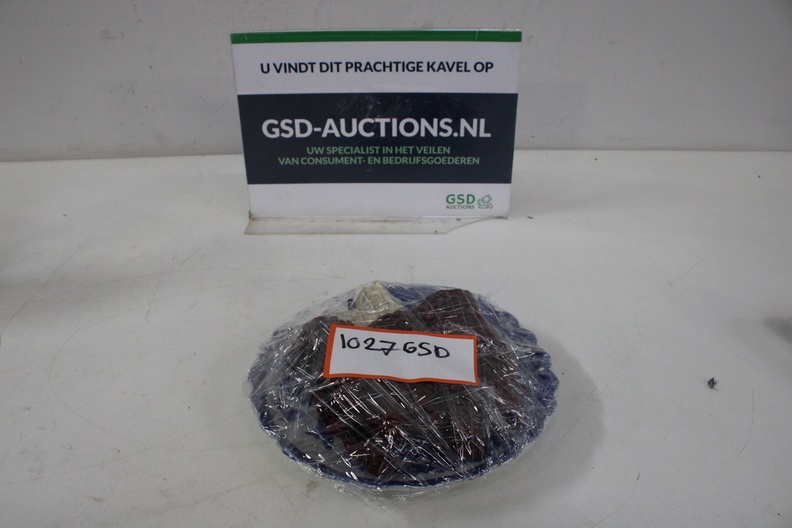 U VINDT DIT PRACHTIGE KAVEL OP
GSD-AUCTIONS.NL
UW SPECIALIST IN HET VEILEN
VAN CONSUMENT- EN BEDRIJFSGOEDEREN
GSD
AUCTIONS
1027GSD